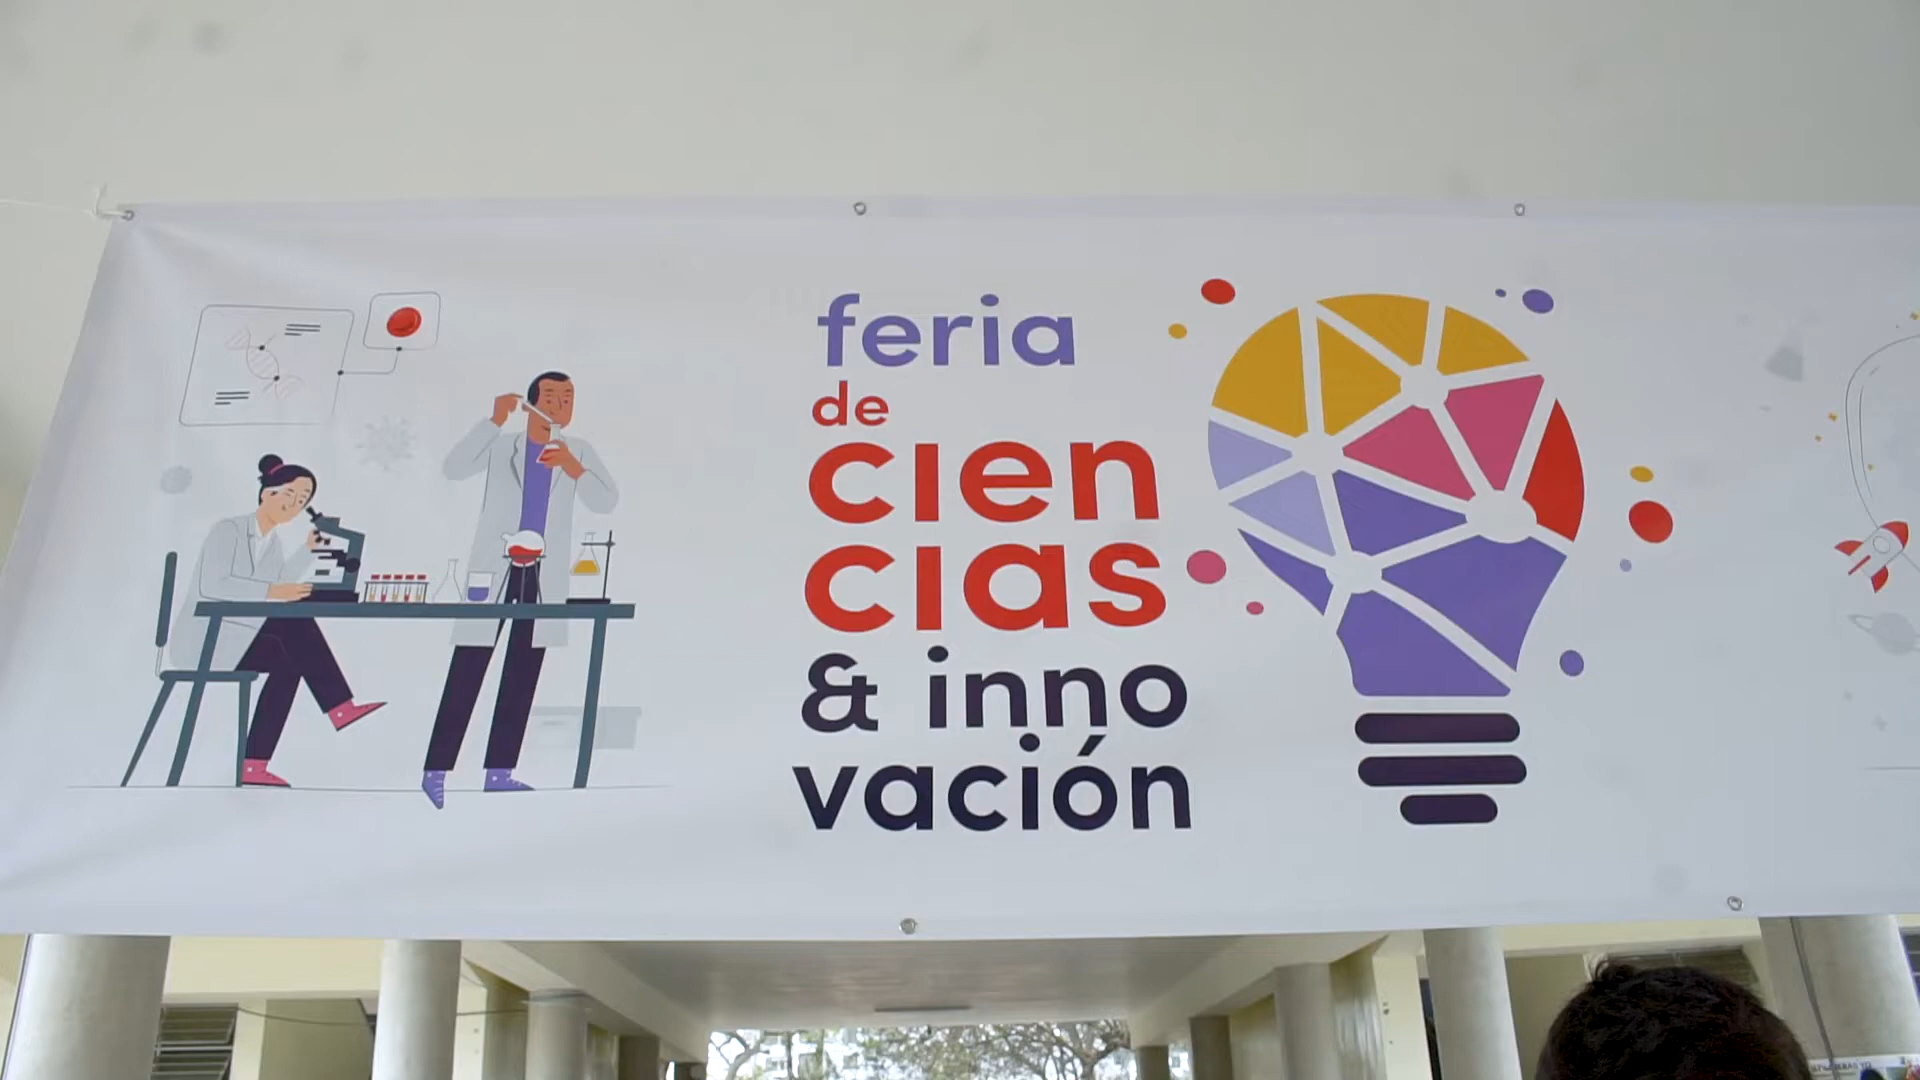 feria
de
cien
cias
& inno
vación